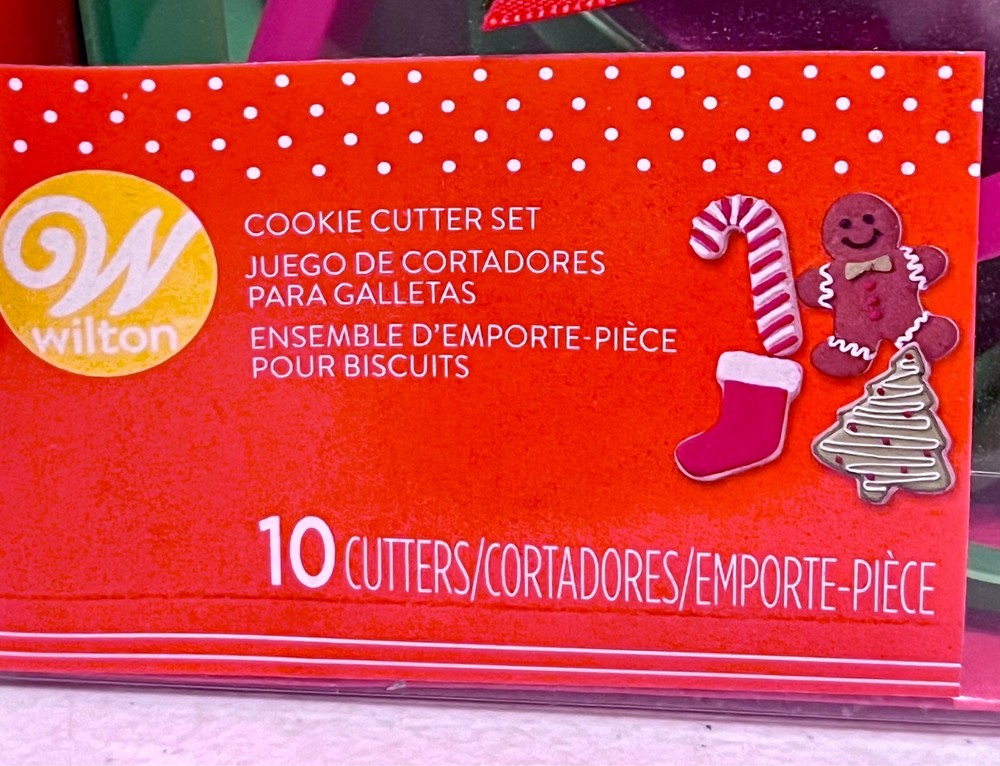 W
wilton
COOKIE CUTTER SET
JUEGO DE CORTADORES
PARA GALLETAS
ENSEMBLE D'EMPORTE-PIÈCE
POUR BISCUITS
10 CUTTERS/CORTADORES/EMPORTE-PIÈCE